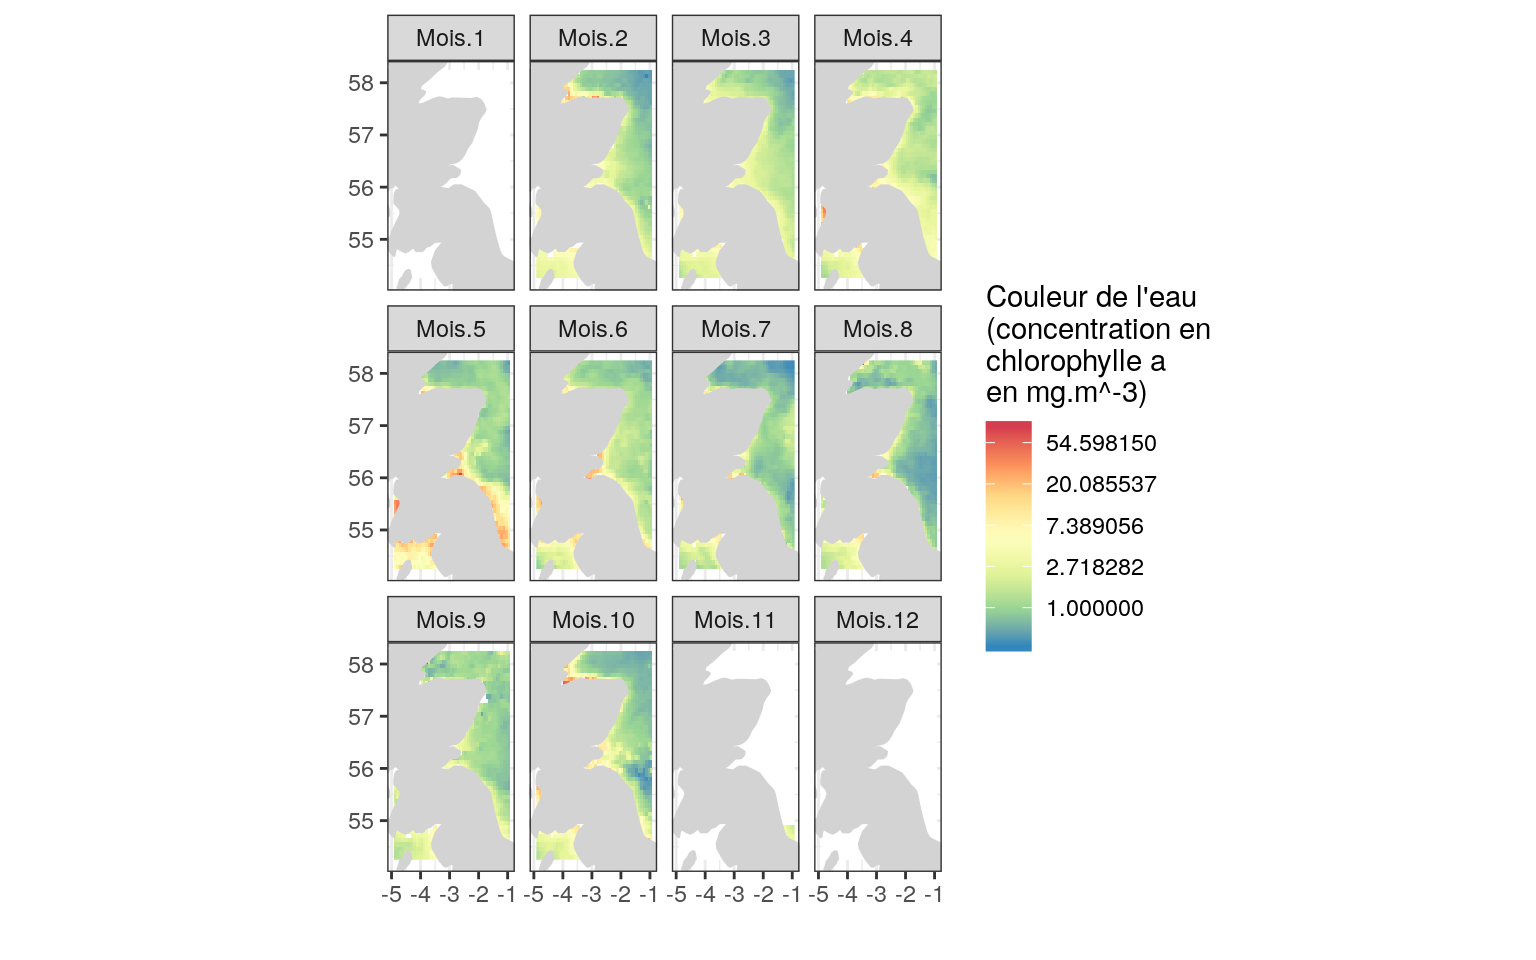 Mois.1 Mois.2 Mois.3 Mois.4
58
57
56
55
Mois.5 Mois.6 Mois.7 Mois.8
58
57
56
55
Mois.9 Mois.10 Mois.11 Mois.12
58
57
56
55
-5 -4 -3 -2 -1 -5 -4 -3 -2 -1 -5 -4 -3 -2 -1 -5 -4 -3 -2 -1
Couleur de l'eau
(concentration en
chlorophylle a
en mg.m^-3)
54.598150
20.085537
7.389056
2.718282
1.000000